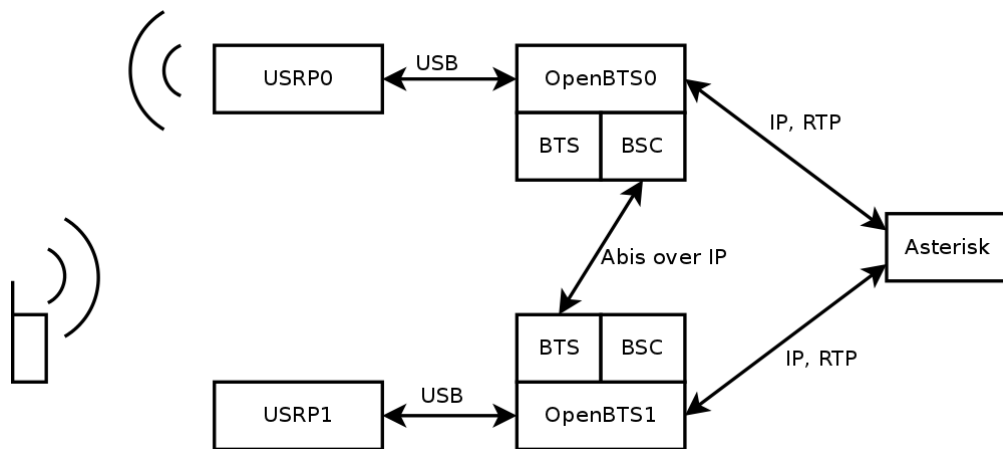 USRP0
USB
OpenBTS0
BTS
BSC
IP, RTP
Abis over IP
Asterisk
BTS
BSC
IP, RTP
USRP1
USB
OpenBTS1